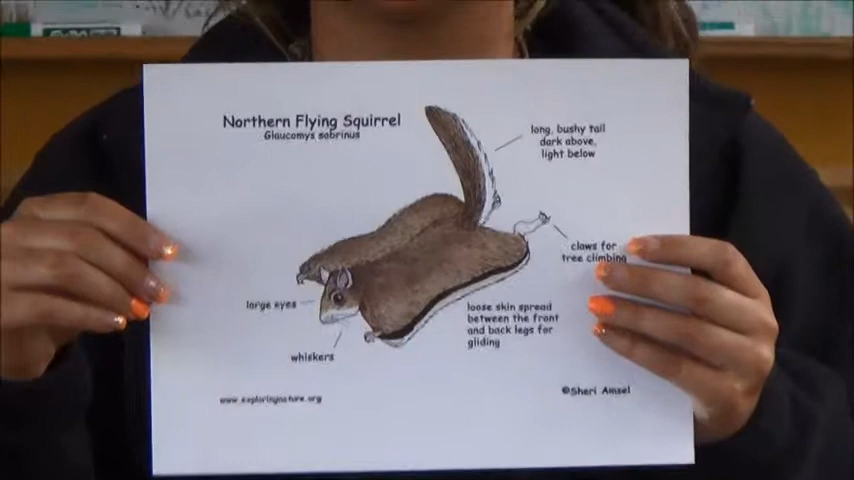 Northern Flying Squirrel
Glaucomys sabrinus
long, bushy tail
dark above,
light below
claws for
tree climbing
large eyes
loose skin spread
between the front
and back legs for
gliding
whiskers
www.exploringnature.org
©Sheri Amsel